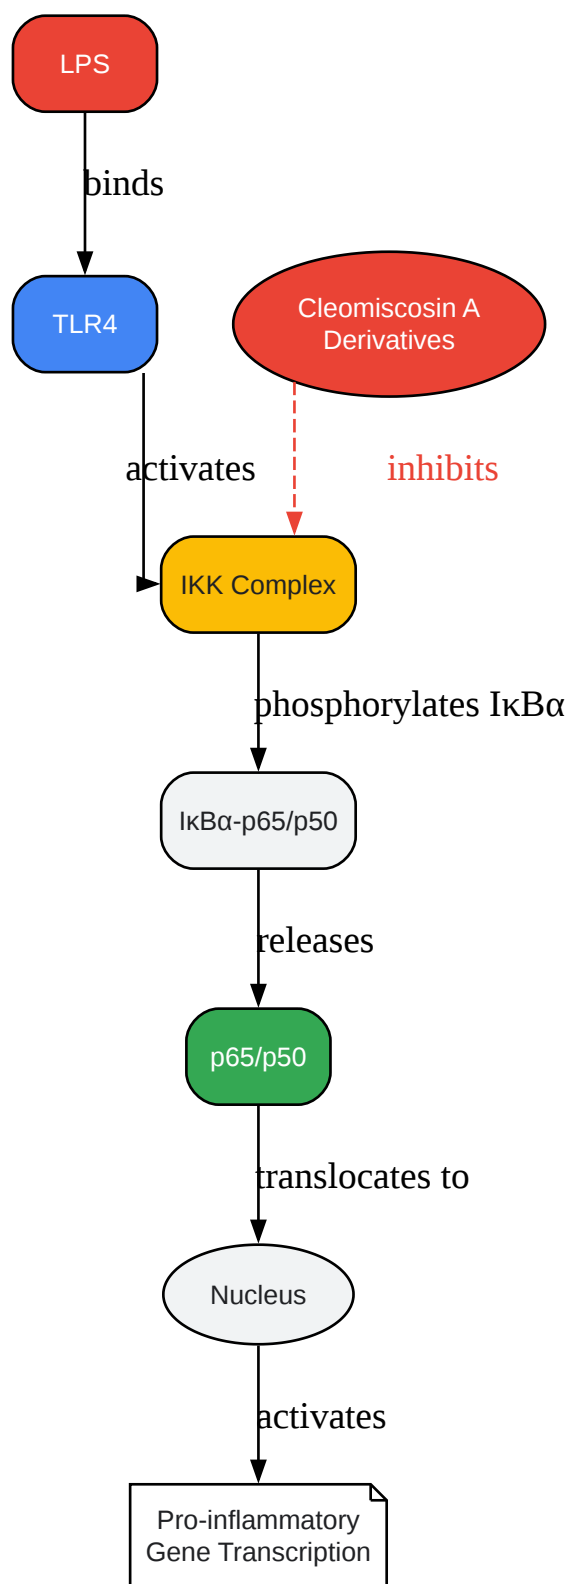 LPS
binds
TLR4
Cleomiscosin A
Derivatives
activates
inhibits
IKK Complex
phosphorylates IκBα
IκBα-p65/p50
releases
p65/p50
translocates to
Nucleus
activates
Pro-inflammatory
Gene Transcription